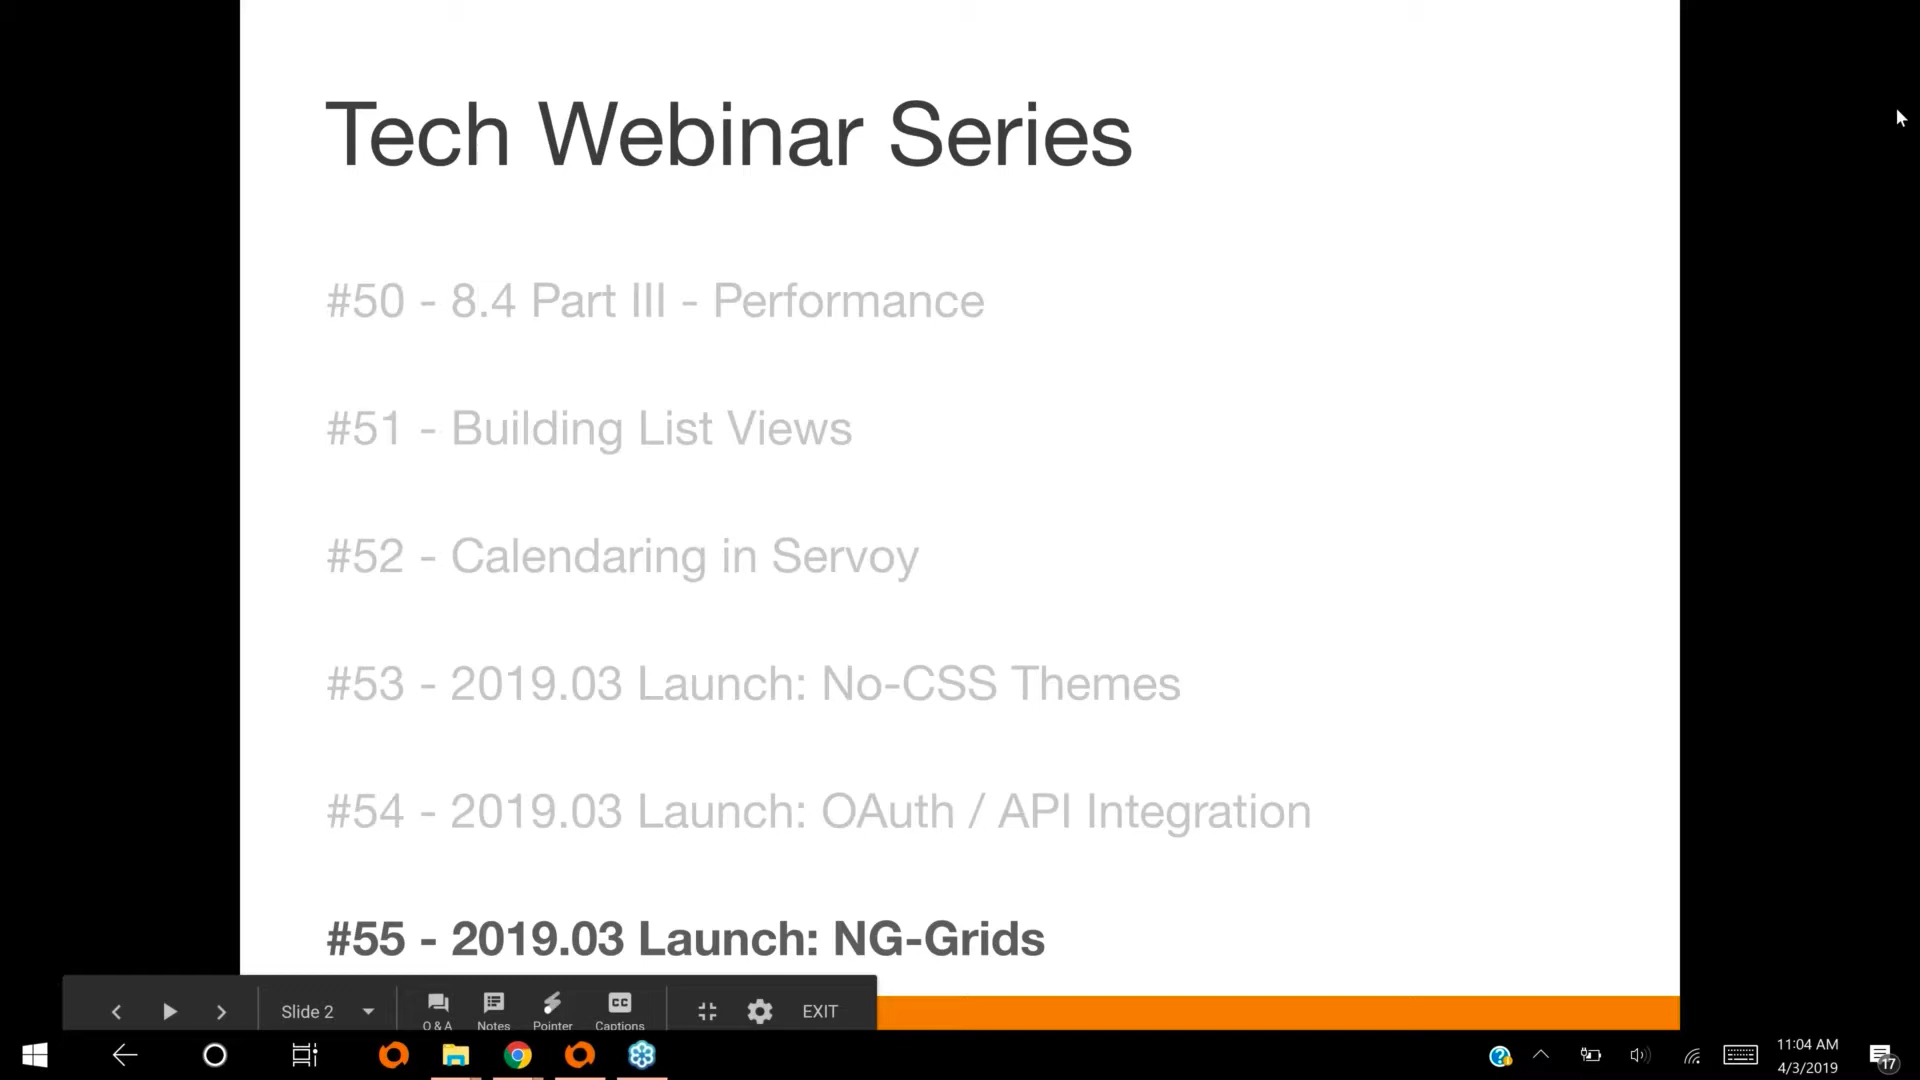 Tech Webinar Series
#50 - 8.4 Part III - Performance
#51 - Building List Views
#52 - Calendaring in Servoy
#53 - 2019.03 Launch: No-CSS Themes
#54 - 2019.03 Launch: OAuth / API Integration
#55 - 2019.03 Launch: NG-Grids
Slide 2
Q & A
Notes
Pointer
CC
Captions
EXIT
11:04 AM
4/3/2019
17